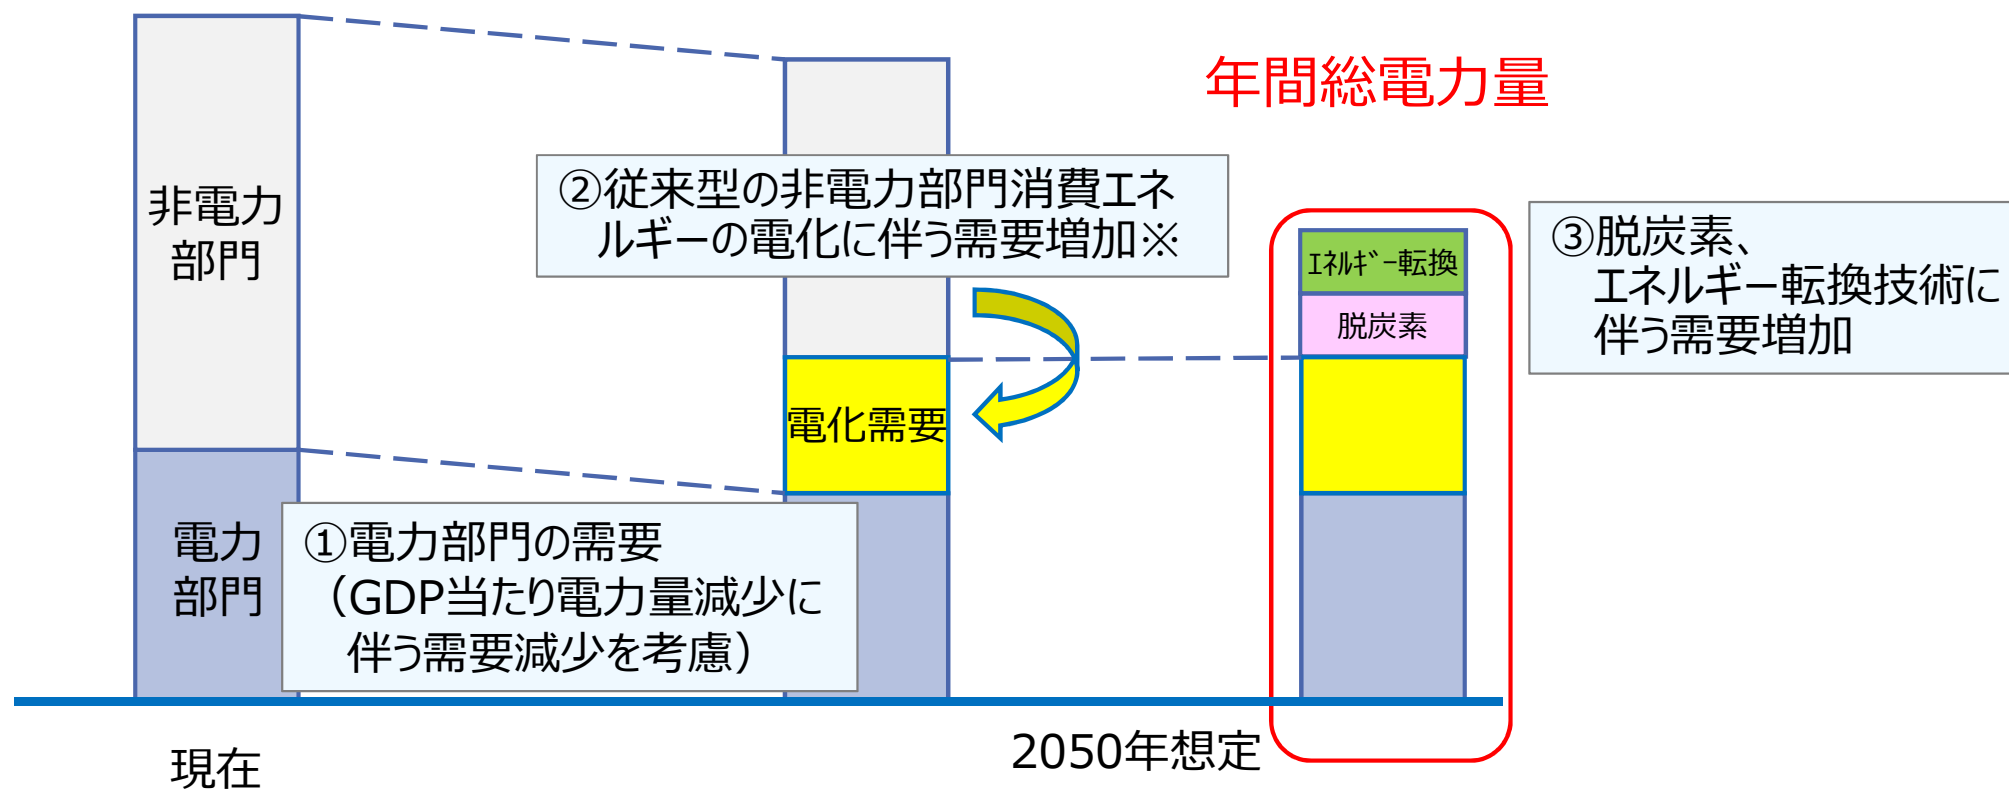 年間総電力量
非電力
部門
②従来型の非電力部門消費エネ
ルギーの電化に伴う需要増加※
エネルギー転換
脱炭素
③脱炭素、
エネルギー転換技術に
伴う需要増加
電化需要
電力
部門
①電力部門の需要
（GDP当たり電力量減少に
伴う需要減少を考慮）
現在
2050年想定